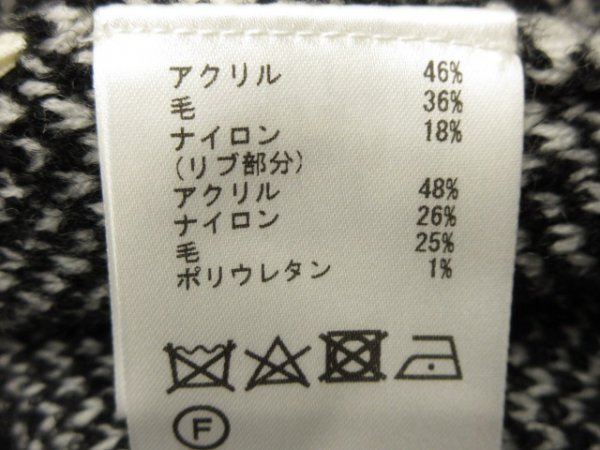 アクリル 46%
毛 36%
ナイロン 18%
(リブ部分)
アクリル 48%
ナイロン 26%
毛 25%
ポリウレタン 1%
F